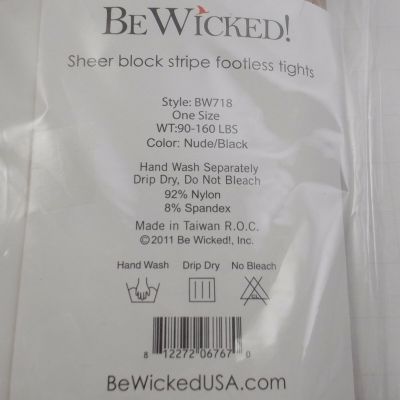 BEWICKED!
Sheer block stripe footless tights
Style: BW718
One Size
WT:90-160 LBS
Color: Nude/Black
Hand Wash Separately
Drip Dry, Do Not Bleach
92% Nylon
8% Spandex
Made in Taiwan R.O.C.
©2011 Be Wicked!, Inc.
Hand Wash Drip Dry No Bleach
8 12272 06767 0
BeWickedUSA.com